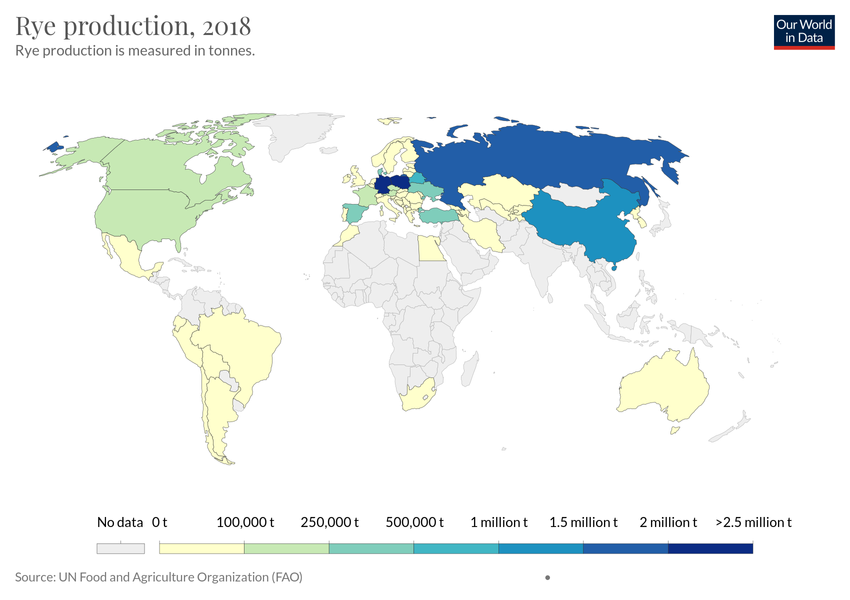 Rye production, 2018
Our World
in Data
Rye production is measured in tonnes.
No data 0 t 100,000 t 250,000 t 500,000 t 1 million t 1.5 million t 2 million t >2.5 million t
Source: UN Food and Agriculture Organization (FAO)